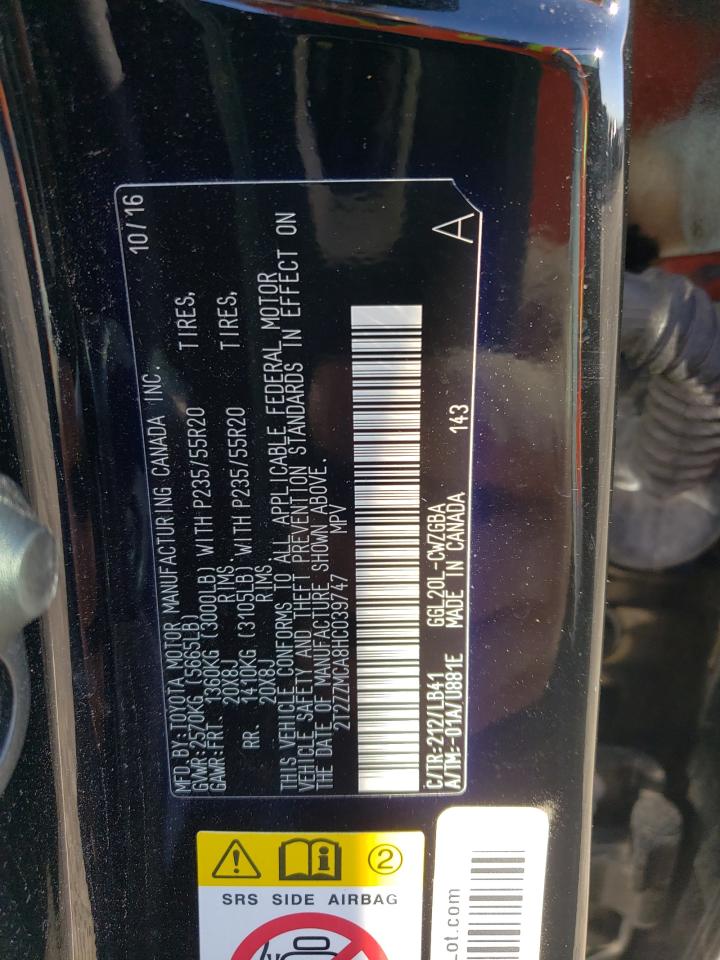 MFD.BY:TOYOTA MOTOR MANUFACTURING CANADA INC. 10/16
GVWR:2570KG (5665LB)
GAWR:FRT. 1360KG (3000LB) WITH P235/55R20 TIRES,
20X8J RIMS
RR. 1410KG (3105LB) WITH P235/55R20 TIRES,
20X8J RIMS
THIS VEHICLE CONFORMS TO ALL APPLICABLE FEDERAL MOTOR
VEHICLE SAFETY AND THEFT PREVENTION STANDARDS IN EFFECT ON
THE DATE OF MANUFACTURE SHOWN ABOVE.
2T2ZZMCA8HC039747 MPV
C/TR:212/LB41 GGL20L-CWZGBA
A/TM:-01A/U881E MADE IN CANADA 143 A
2
SRS SIDE AIRBAG
Lot.com